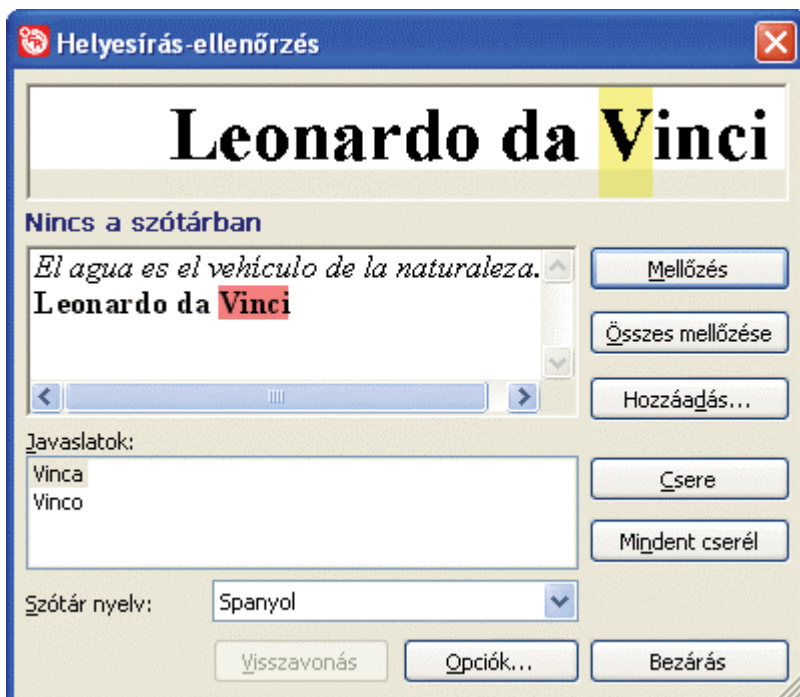 Helyesírás-ellenőrzés
Leonardo da Vinci
Nincs a szótárban
El agua es el vehículo de la naturaleza.
Leonardo da Vinci
Mellőzés
Összes mellőzése
Hozzáadás...
Javaslatok:
Vinca
Vinco
Csere
Mindent cserél
Szótár nyelv:
Spanyol
Visszavonás
Opciók...
Bezárás